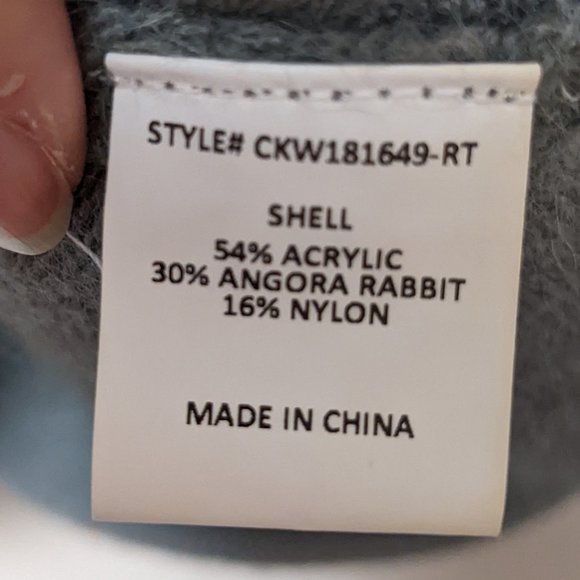 STYLE# CKW181649-RT
SHELL
54% ACRYLIC
30% ANGORA RABBIT
16% NYLON
MADE IN CHINA